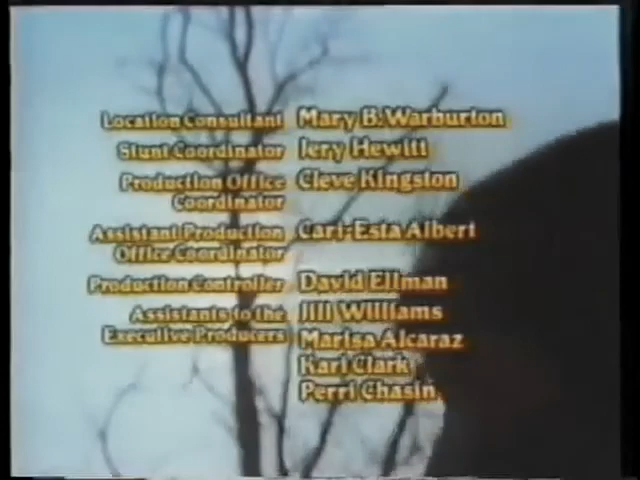 Location Consultant Mary B. Warburton
Stunt Coordinator Jery Hewitt
Production Office Cleve Kingston
Coordinator
Assistant Production Cari-Esta Albert
Office Coordinator
Production Controller David Ellman
Assistants to the Jill Williams
Executive Producers Marisa Alcaraz
Karl Clark
Perri Chasin